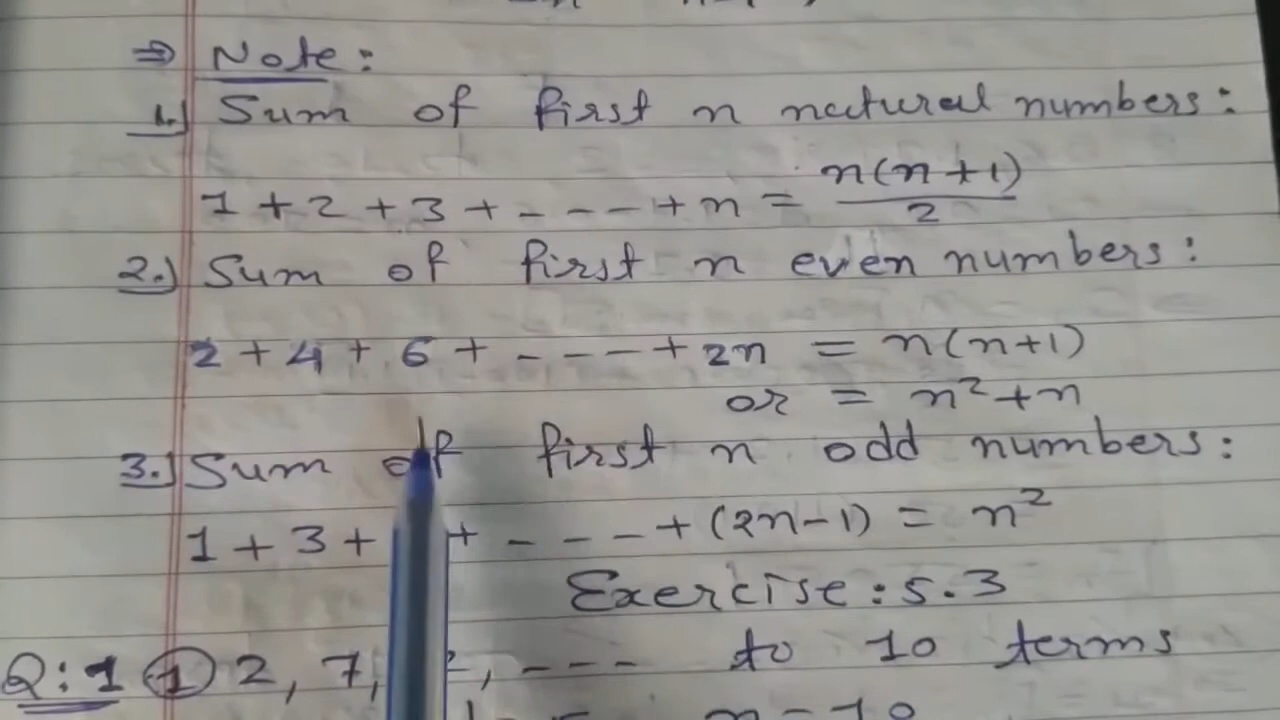 ⇒ Note:
1.) Sum of first n natural numbers:
1 + 2 + 3 + - - - - + n = n(n+1)/2
2.) Sum of first n even numbers:
2 + 4 + 6 + - - - - + 2n = n(n+1)
or = n²+n
3.) Sum of first n odd numbers:
1 + 3 + + - - - + (2n-1) = n²
Exercise: 5.3
Q:1 ① 2, 7, , - - - to 10 terms
n = 10